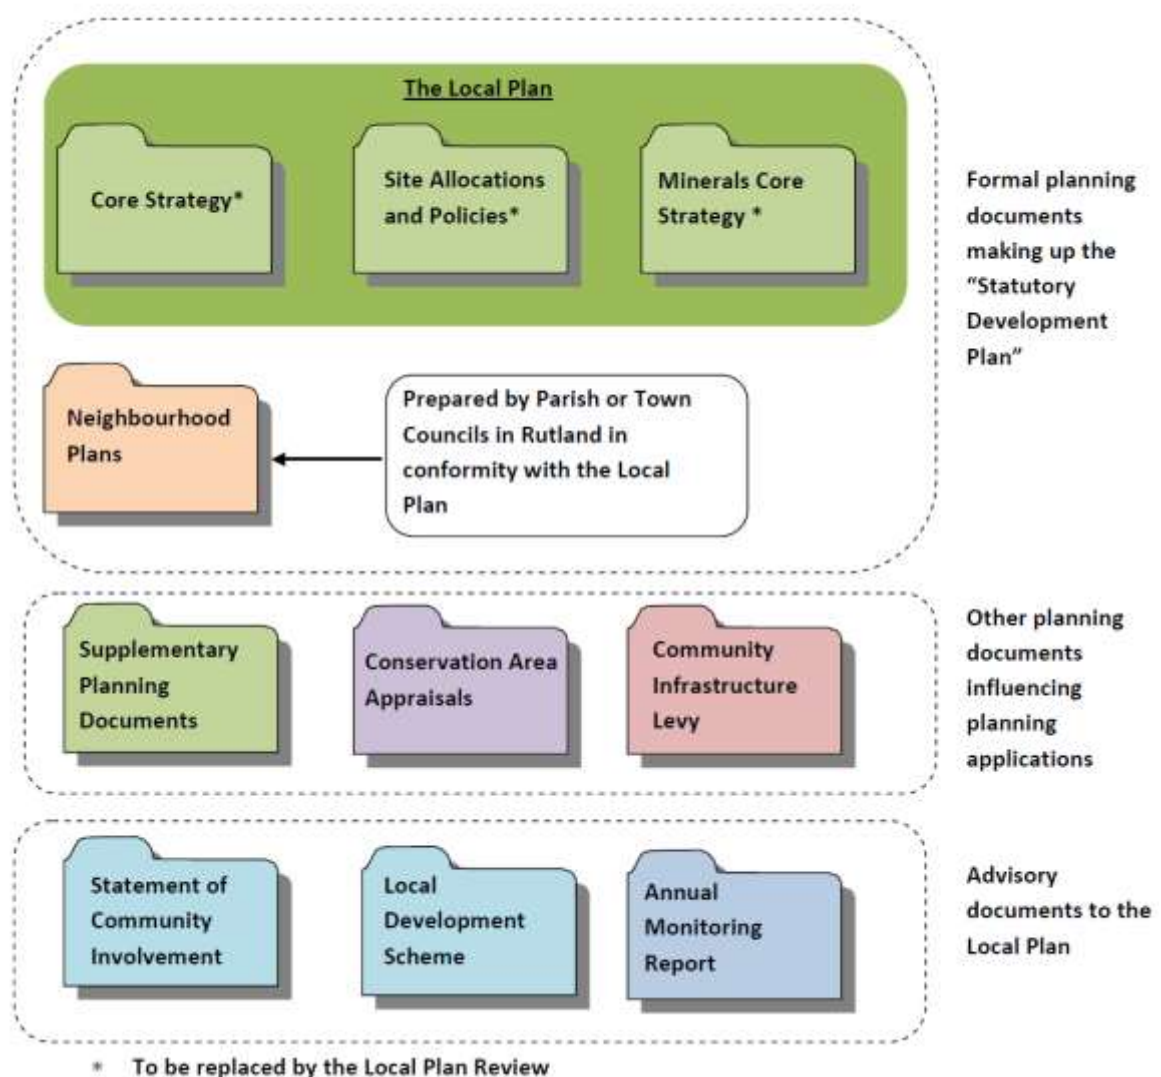 The Local Plan
Core Strategy*
Site Allocations
and Policies*
Minerals Core
Strategy *
Formal planning
documents
making up the
“Statutory
Development
Plan”
Neighbourhood
Plans
Prepared by Parish or Town
Councils in Rutland in
conformity with the Local
Plan
Supplementary
Planning
Documents
Conservation Area
Appraisals
Community
Infrastructure
Levy
Other planning
documents
influencing
planning
applications
Statement of
Community
Involvement
Local
Development
Scheme
Annual
Monitoring
Report
Advisory
documents to the
Local Plan
* To be replaced by the Local Plan Review